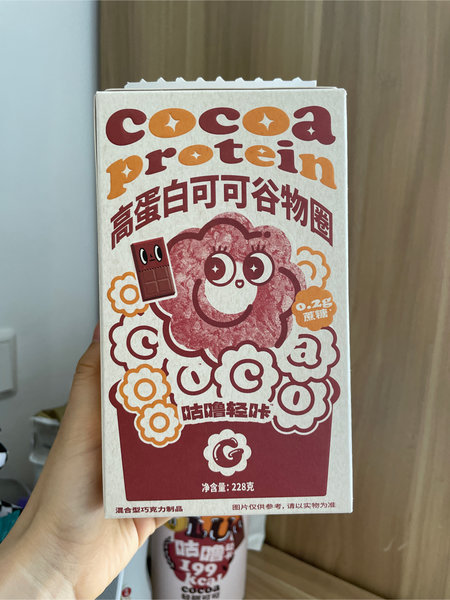 cocoa
protein
高蛋白可可谷物圈
0.2g
蔗糖
coca
oco
咕噜轻咔
G
净含量:228克
混合型巧克力制品
图片仅供参考,请以实物为准
咕噜
199
kcal
cocoa